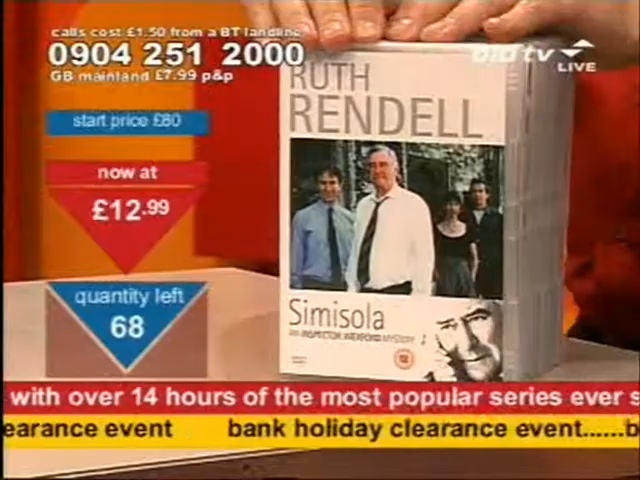 calls cost £1.50 from a BT landline
0904 251 2000
GB mainland £7.99 p&p
bid tv
LIVE
start price £80
now at
£12.99
quantity left
68
RUTH
RENDELL
Simisola
AN INSPECTOR WEXFORD MYSTERY
with over 14 hours of the most popular series ever s
earance event bank holiday clearance event......b